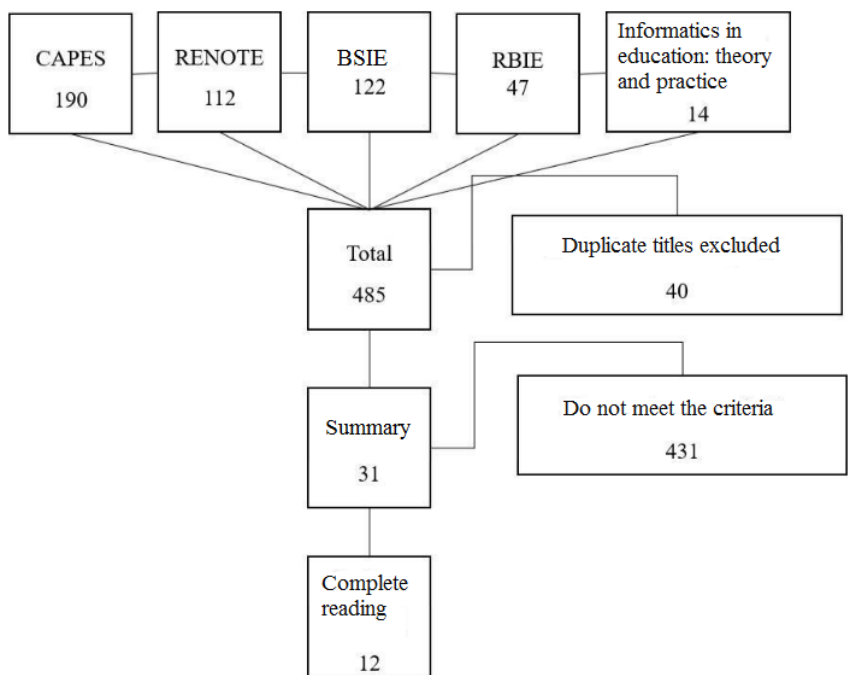 CAPES
190
RENOTE
112
BSIE
122
RBIE
47
Informatics in
education: theory
and practice
14
Total
485
Duplicate titles excluded
40
Summary
31
Do not meet the criteria
431
Complete
reading
12